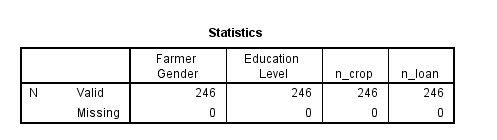 Statistics
Farmer Gender Education Level n_crop n_loan
N Valid 246 246 246 246
Missing 0 0 0 0